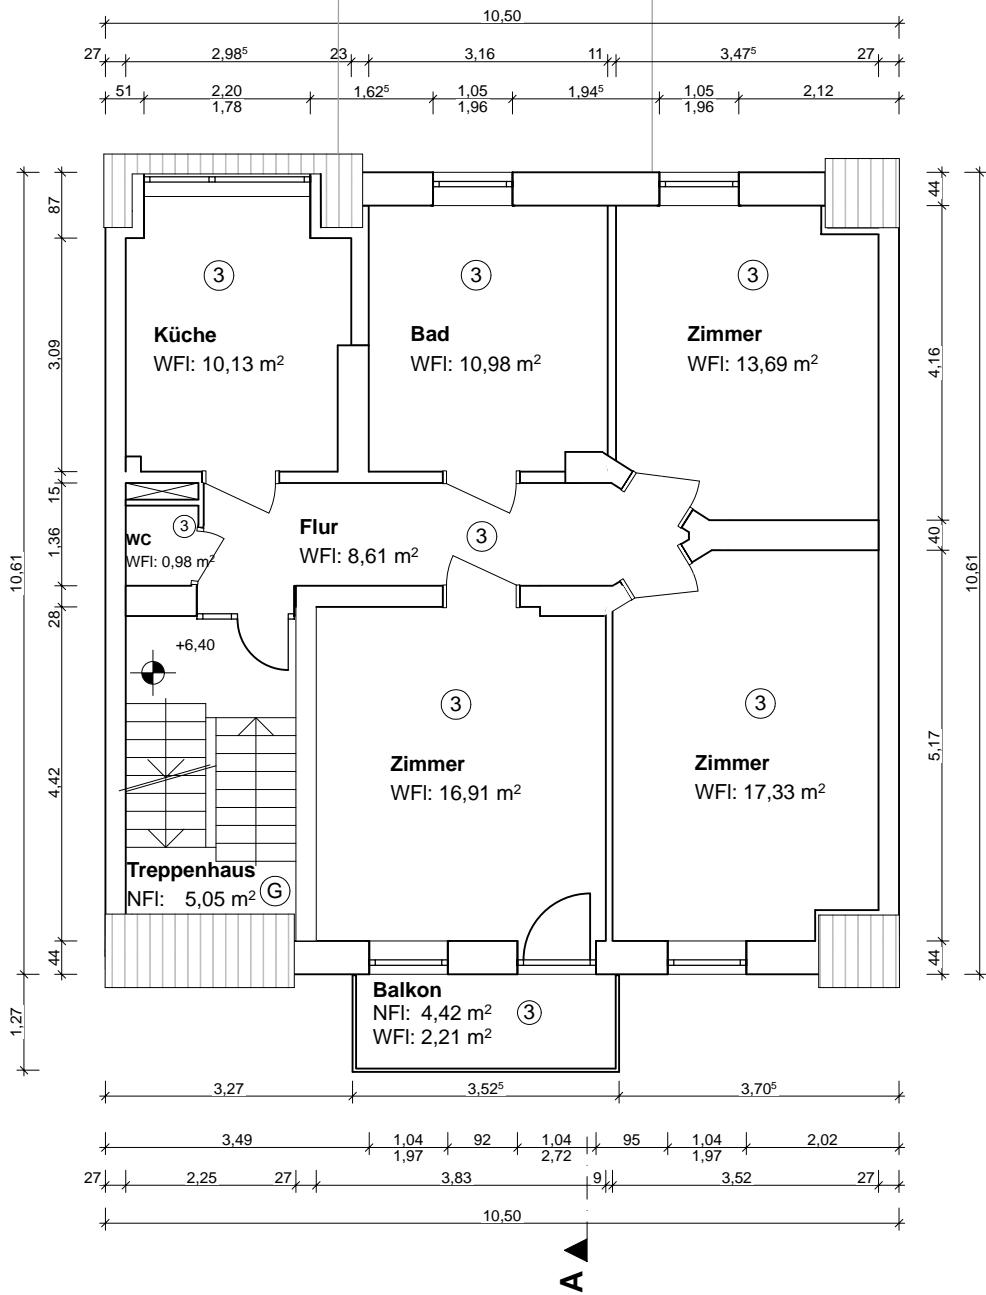 10,50
27 2,98⁵ 23 3,16 11 3,47⁵ 27
51 2,20 1,62⁵ 1,05 1,94⁵ 1,05 2,12
1,78 1,96 1,96
87
44
3
3
3
Küche
WFl: 10,13 m²
Bad
WFl: 10,98 m²
Zimmer
WFl: 13,69 m²
3,09
4,16
15
3
WC
WFl: 0,98 m²
Flur
WFl: 8,61 m²
3
1,36
40
10,61
10,61
28
+6,40
3
3
Zimmer
WFl: 16,91 m²
Zimmer
WFl: 17,33 m²
4,42
5,17
Treppenhaus
NFl: 5,05 m²
G
44
44
Balkon
NFl: 4,42 m²
WFl: 2,21 m²
3
1,27
3,27 3,52⁵ 3,70⁵
3,49 1,04 92 1,04 95 1,04 2,02
1,97 2,72 1,97
27 2,25 27 3,83 9 3,52 27
10,50
A